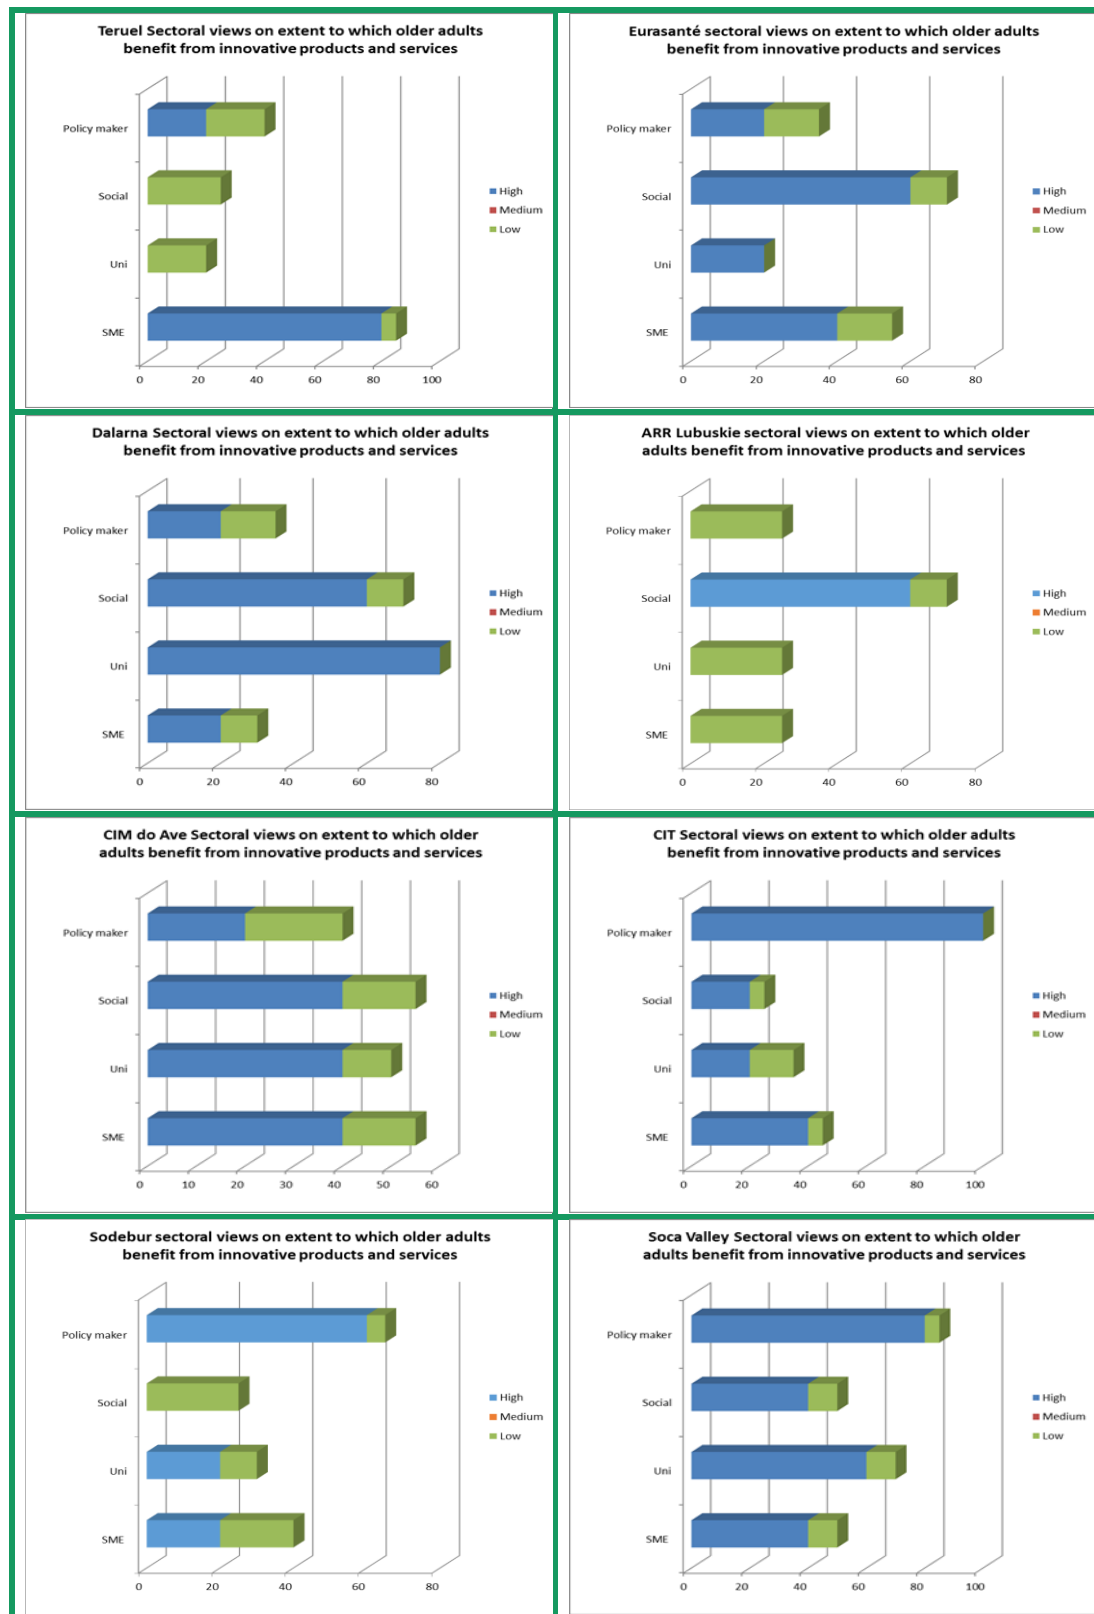 Teruel Sectoral views on extent to which older adults
benefit from innovative products and services
Policy maker
Social
Uni
SME
0 20 40 60 80 100
High
Medium
Low
Eurasanté sectoral views on extent to which older adults
benefit from innovative products and services
Policy maker
Social
Uni
SME
0 20 40 60 80
High
Medium
Low
Dalarna Sectoral views on extent to which older adults
benefit from innovative products and services
Policy maker
Social
Uni
SME
0 20 40 60 80
High
Medium
Low
ARR Lubuskie sectoral views on extent to which older
adults benefit from innovative products and services
Policy maker
Social
Uni
SME
0 20 40 60 80
High
Medium
Low
CIM do Ave Sectoral views on extent to which older
adults benefit from innovative products and services
Policy maker
Social
Uni
SME
0 10 20 30 40 50 60
High
Medium
Low
CIT Sectoral views on extent to which older adults
benefit from innovative products and services
Policy maker
Social
Uni
SME
0 20 40 60 80 100
High
Medium
Low
Sodebur sectoral views on extent to which older adults
benefit from innovative products and services
Policy maker
Social
Uni
SME
0 20 40 60 80
High
Medium
Low
Soca Valley Sectoral views on extent to which older
adults benefit from innovative products and services
Policy maker
Social
Uni
SME
0 20 40 60 80 100
High
Medium
Low